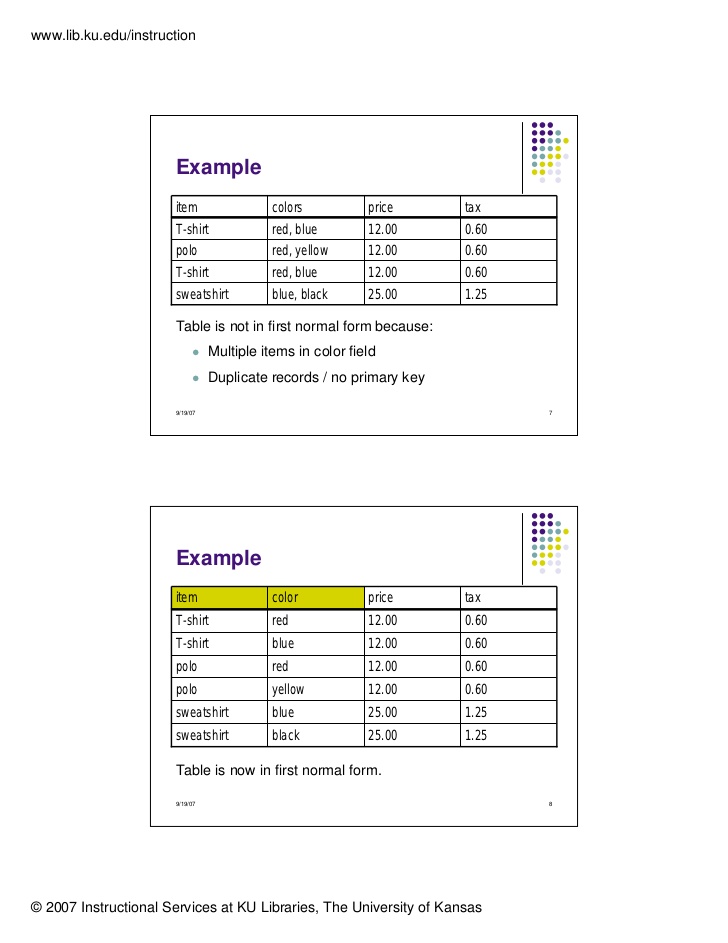 www.lib.ku.edu/instruction
Example
item colors price tax
T-shirt red, blue 12.00 0.60
polo red, yellow 12.00 0.60
T-shirt red, blue 12.00 0.60
sweatshirt blue, black 25.00 1.25
Table is not in first normal form because:
● Multiple items in color field
● Duplicate records / no primary key
9/19/07 7
Example
item color price tax
T-shirt red 12.00 0.60
T-shirt blue 12.00 0.60
polo red 12.00 0.60
polo yellow 12.00 0.60
sweatshirt blue 25.00 1.25
sweatshirt black 25.00 1.25
Table is now in first normal form.
9/19/07 8
© 2007 Instructional Services at KU Libraries, The University of Kansas